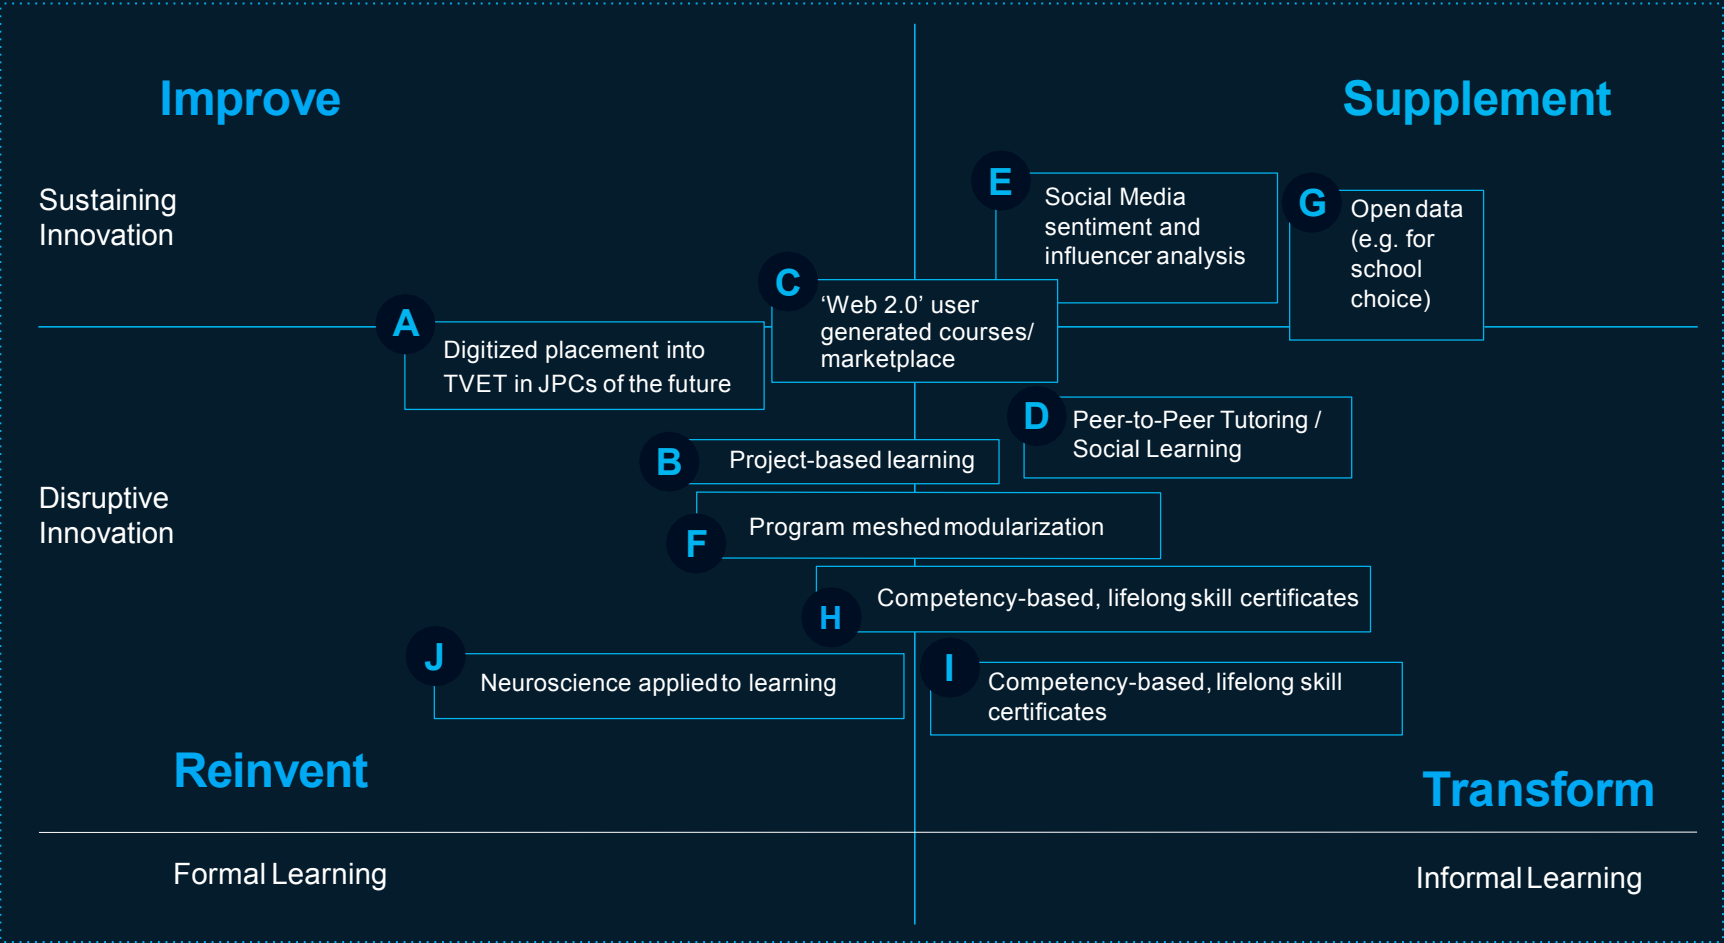 Improve
Supplement
Sustaining
Innovation
E
Social Media
sentiment and
influencer analysis
G
Open data
(e.g. for
school
choice)
C
‘Web 2.0’ user
generated courses/
marketplace
A
Digitized placement into
TVET in JPCs of the future
D
Peer-to-Peer Tutoring /
Social Learning
B
Project-based learning
Disruptive
Innovation
F
Program meshed modularization
H
Competency-based, lifelong skill certificates
J
Neuroscience applied to learning
I
Competency-based, lifelong skill
certificates
Reinvent
Transform
Formal Learning
Informal Learning